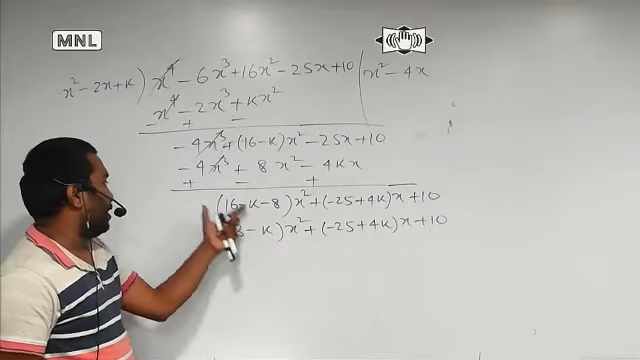 MNL
x² - 2x + k ) x⁴ - 6x³ + 16x² - 25x + 10 | x² - 4x
x⁴ - 2x³ + kx²
- + -
- 4x³ + (16 - k)x² - 25x + 10
- 4x³ + 8x² - 4kx
+ - +
(16 - k - 8)x² + (-25 + 4k)x + 10
- k)x² + (-25 + 4k)x + 10